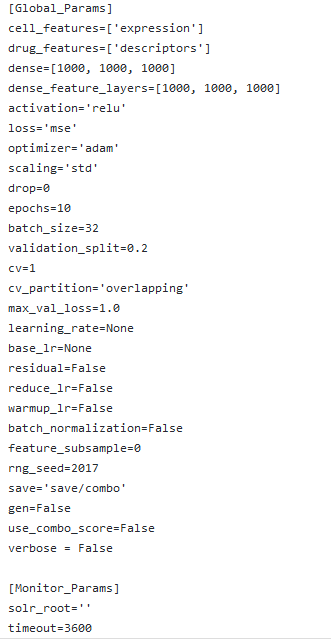 [Global_Params]
cell_features=['expression']
drug_features=['descriptors']
dense=[1000, 1000, 1000]
dense_feature_layers=[1000, 1000, 1000]
activation='relu'
loss='mse'
optimizer='adam'
scaling='std'
drop=0
epochs=10
batch_size=32
validation_split=0.2
cv=1
cv_partition='overlapping'
max_val_loss=1.0
learning_rate=None
base_lr=None
residual=False
reduce_lr=False
warmup_lr=False
batch_normalization=False
feature_subsample=0
rng_seed=2017
save='save/combo'
gen=False
use_combo_score=False
verbose = False
[Monitor_Params]
solr_root=''
timeout=3600